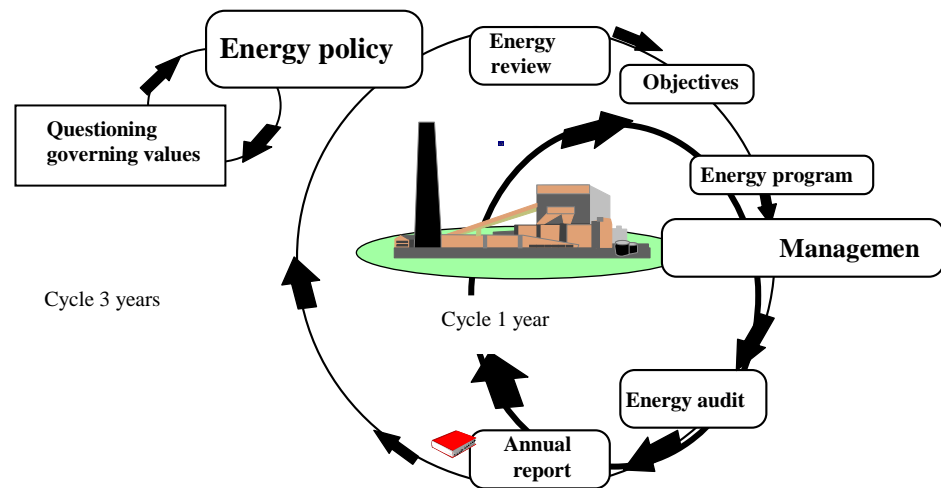 Energy policy
Energy
review
Objectives
Questioning
governing values
Energy program
Managemen
Cycle 3 years
Cycle 1 year
Energy audit
Annual
report